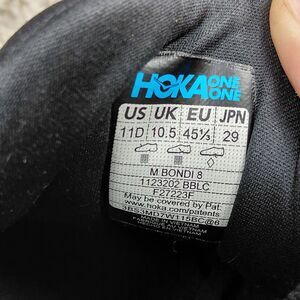 HOKA ONE ONE
US UK EU JPN
11D 10.5 45⅓ 29
M BONDI 8
1123202 BBLC
F27223F
May be covered by Pat.
www.hoka.com/patents